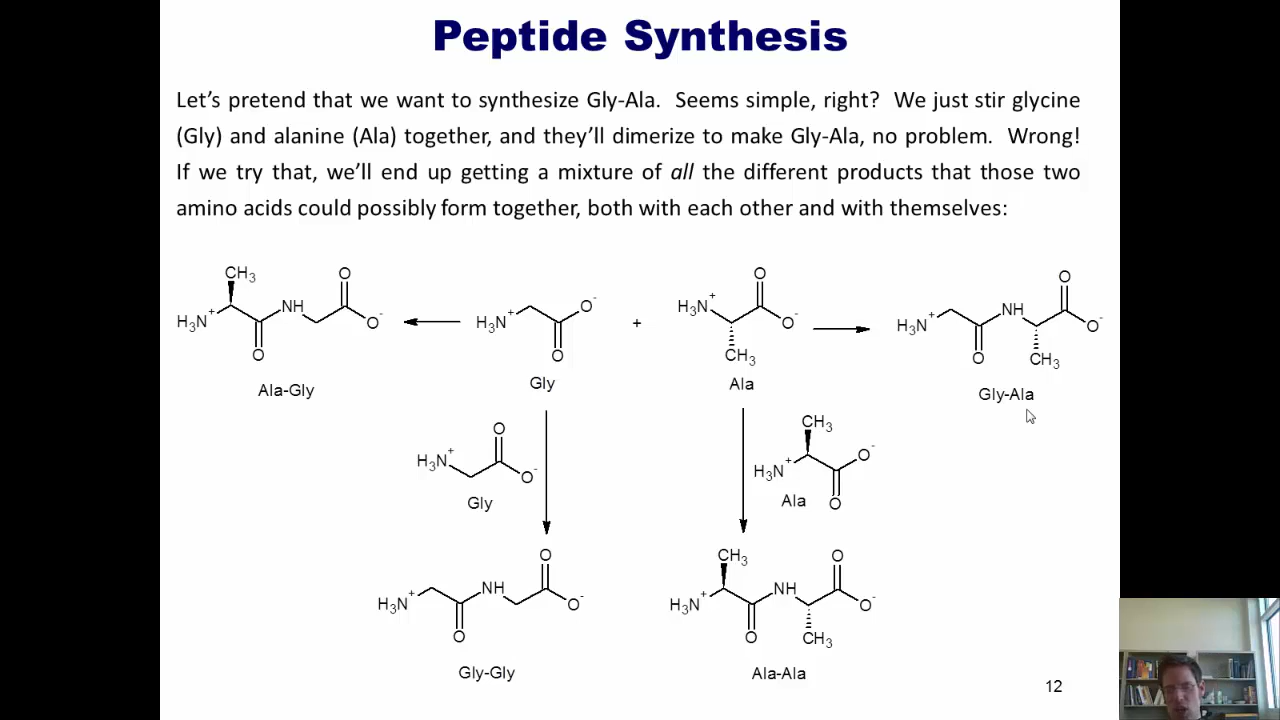 Peptide Synthesis
Let's pretend that we want to synthesize Gly-Ala. Seems simple, right? We just stir glycine
(Gly) and alanine (Ala) together, and they'll dimerize to make Gly-Ala, no problem. Wrong!
If we try that, we'll end up getting a mixture of all the different products that those two
amino acids could possibly form together, both with each other and with themselves:
CH3 O
H3N+ NH O-
O
Ala-Gly
H3N+ O-
O
Gly
+
O
H3N+ O-
CH3
Ala
O
H3N+ NH O-
O CH3
Gly-Ala
O
H3N+ O-
Gly
CH3
H3N+ O-
O
Ala
O
H3N+ NH O-
O
Gly-Gly
CH3 O
H3N+ NH O-
O CH3
Ala-Ala
12